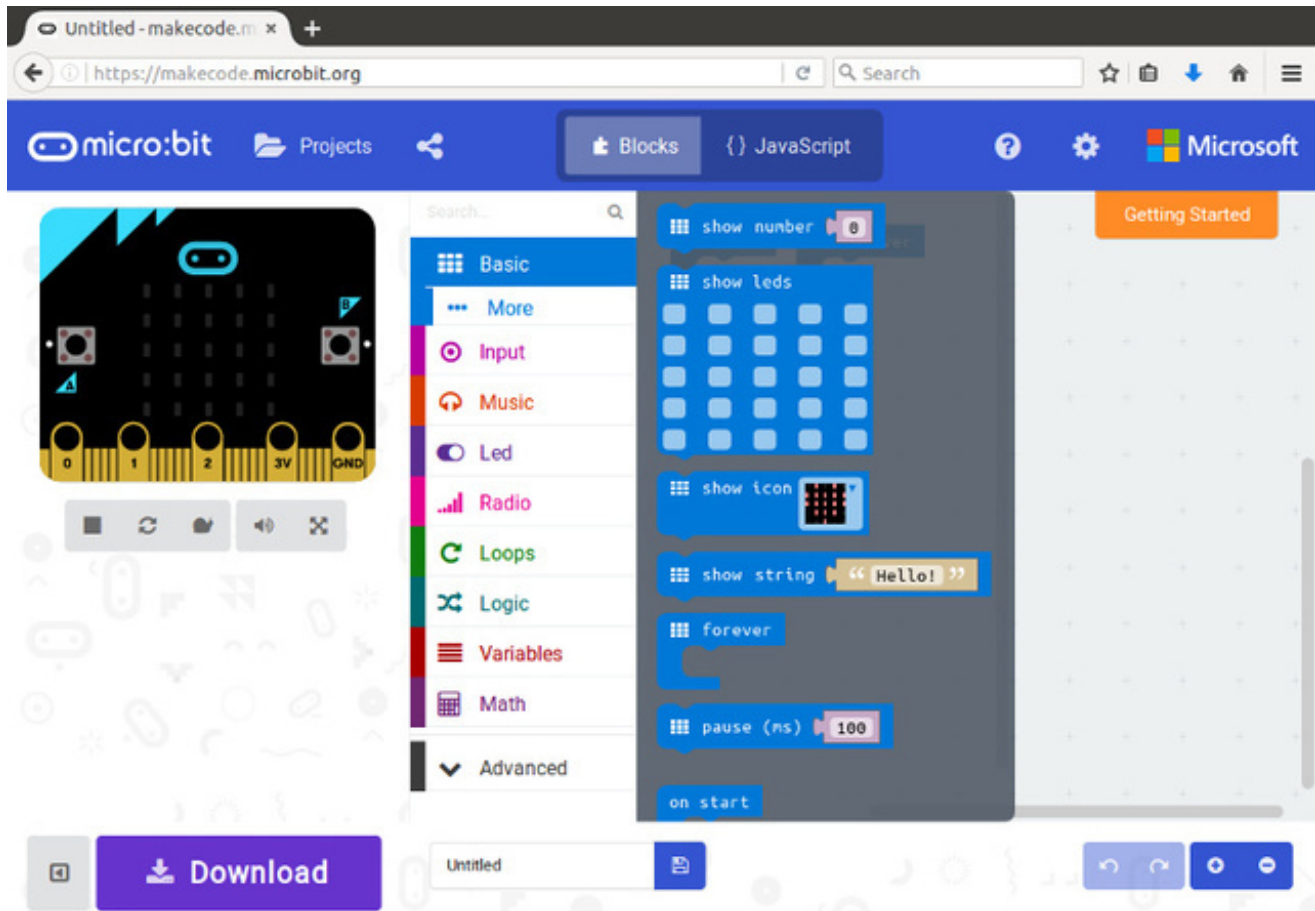 Untitled - makecode.m
https://makecode.microbit.org
Search
micro:bit
Projects
Blocks
{} JavaScript
Microsoft
Search...
Getting Started
Basic
More
Input
Music
Led
Radio
Loops
Logic
Variables
Math
Advanced
show number 0
show leds
show icon
show string “ Hello! ”
forever
pause (ms) 100
on start
B
A
0 1 2 3V GND
Download
Untitled